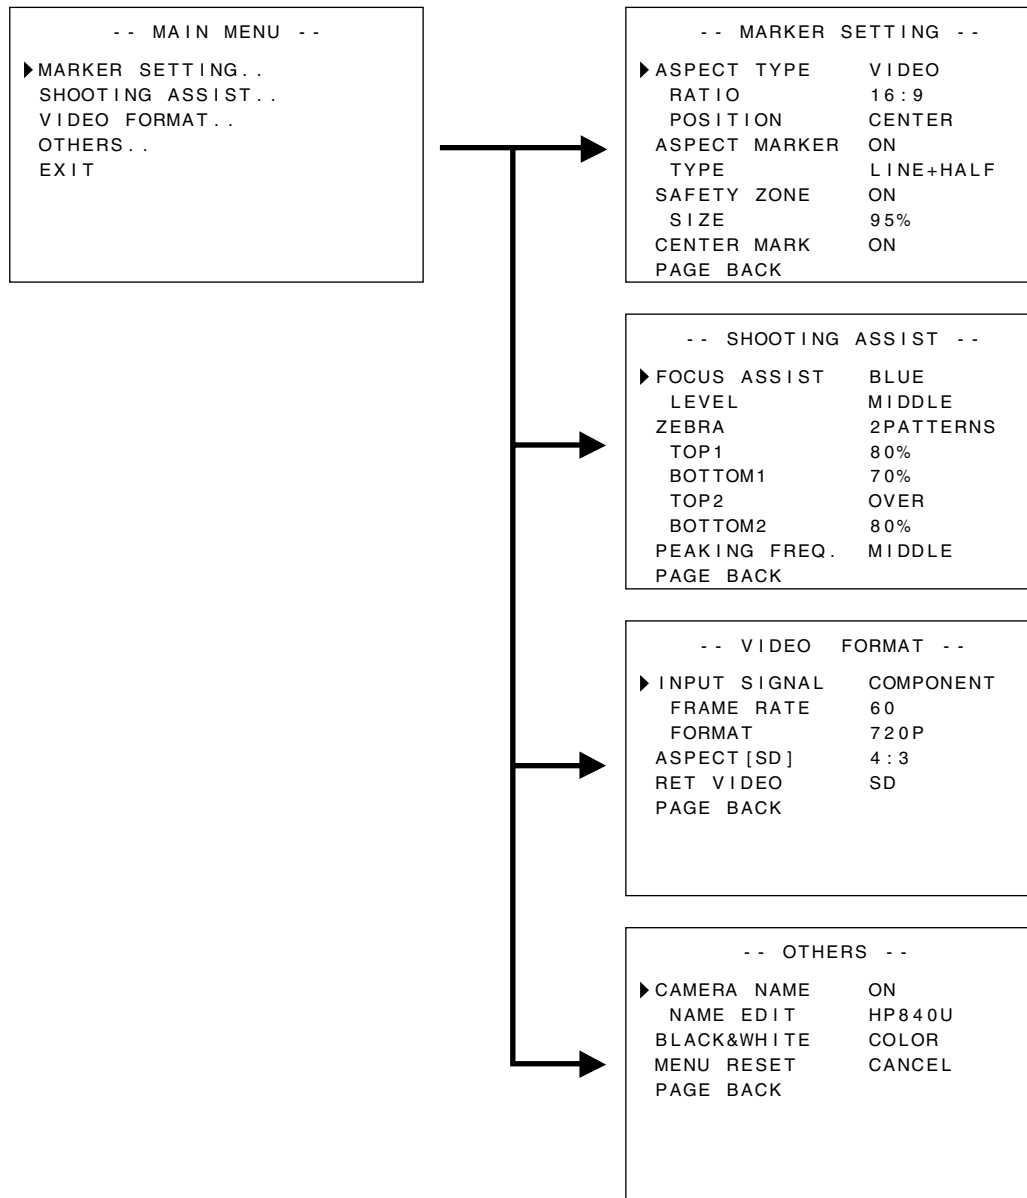 -- MAIN MENU --
▶MARKER SETTING..
SHOOTING ASSIST..
VIDEO FORMAT..
OTHERS..
EXIT
-- MARKER SETTING --
▶ASPECT TYPE VIDEO
RATIO 16:9
POSITION CENTER
ASPECT MARKER ON
TYPE LINE+HALF
SAFETY ZONE ON
SIZE 95%
CENTER MARK ON
PAGE BACK
-- SHOOTING ASSIST --
▶FOCUS ASSIST BLUE
LEVEL MIDDLE
ZEBRA 2PATTERNS
TOP1 80%
BOTTOM1 70%
TOP2 OVER
BOTTOM2 80%
PEAKING FREQ. MIDDLE
PAGE BACK
-- VIDEO FORMAT --
▶INPUT SIGNAL COMPONENT
FRAME RATE 60
FORMAT 720P
ASPECT[SD] 4:3
RET VIDEO SD
PAGE BACK
-- OTHERS --
▶CAMERA NAME ON
NAME EDIT HP840U
BLACK&WHITE COLOR
MENU RESET CANCEL
PAGE BACK